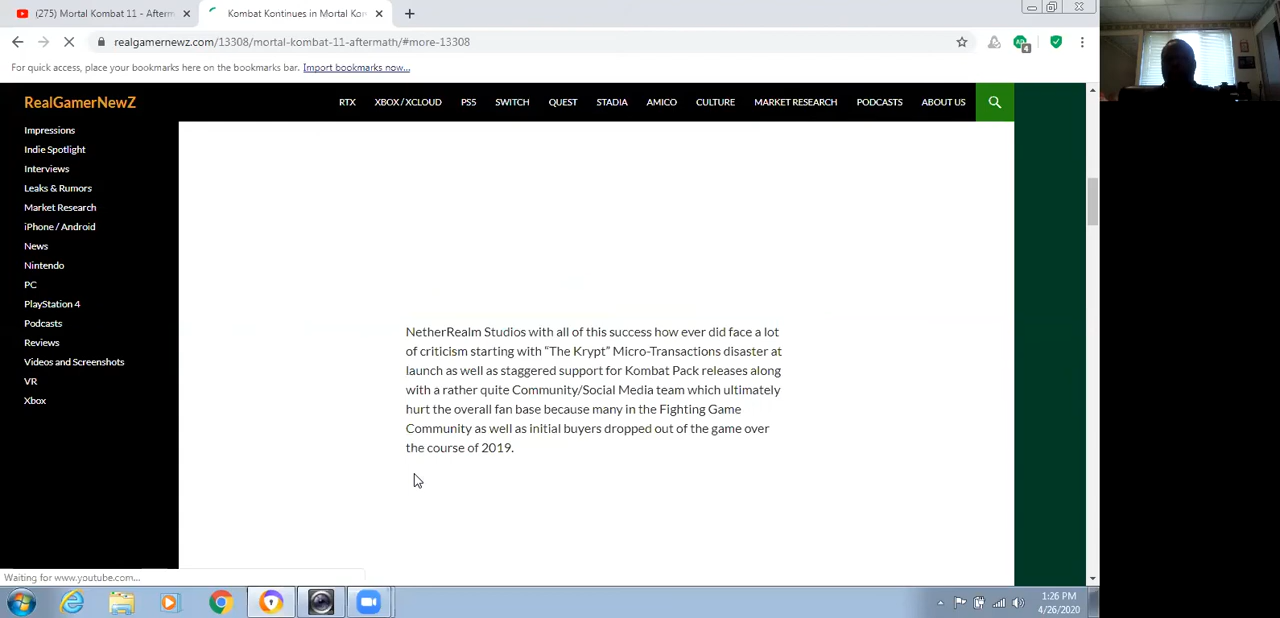 (275) Mortal Kombat 11 - Afterm
Kombat Kontinues in Mortal Ko
realgamernewz.com/13308/mortal-kombat-11-aftermath/#more-13308
4
For quick access, place your bookmarks here on the bookmarks bar. Import bookmarks now...
RealGamerNewZ
RTX XBOX / XCLOUD PS5 SWITCH QUEST STADIA AMICO CULTURE MARKET RESEARCH PODCASTS ABOUT US
Impressions
Indie Spotlight
Interviews
Leaks & Rumors
Market Research
iPhone / Android
News
Nintendo
PC
PlayStation 4
Podcasts
Reviews
Videos and Screenshots
VR
Xbox
NetherRealm Studios with all of this success how ever did face a lot
of criticism starting with “The Krypt” Micro-Transactions disaster at
launch as well as staggered support for Kombat Pack releases along
with a rather quite Community/Social Media team which ultimately
hurt the overall fan base because many in the Fighting Game
Community as well as initial buyers dropped out of the game over
the course of 2019.
Waiting for www.youtube.com...
1:26 PM
4/26/2020